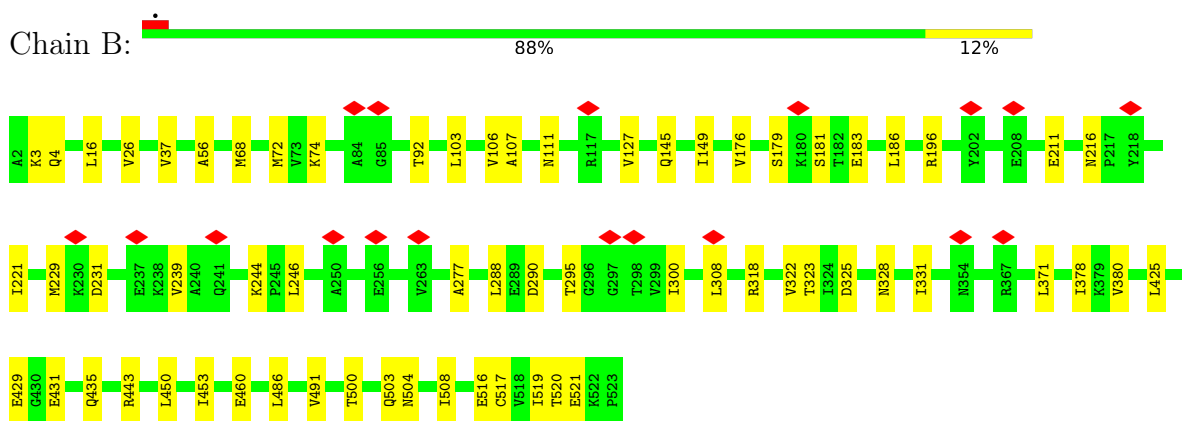 Chain B:
88%
12%
A2 K3 Q4 L16 V26 V37 A56 M68 M72 V73 K74 A84 G85 T92 L103 V106 A107 N111 R117 V127 Q145 I149 V176 S179 K180 S181 T182 E183 L186 R196 Y202 E208 E211 N216 P217 Y218
I221 M229 K230 D231 E237 K238 V239 A240 Q241 K244 P245 L246 A250 E256 V263 A277 L288 E289 D290 T295 G296 G297 T298 V299 I300 L308 R318 V322 T323 I324 D325 N328 I331 N354 R367 L371 I378 K379 V380 L425
E429 G430 E431 Q435 R443 L450 I453 E460 L486 V491 T500 Q503 N504 I508 E516 C517 V518 I519 T520 E521 K522 P523